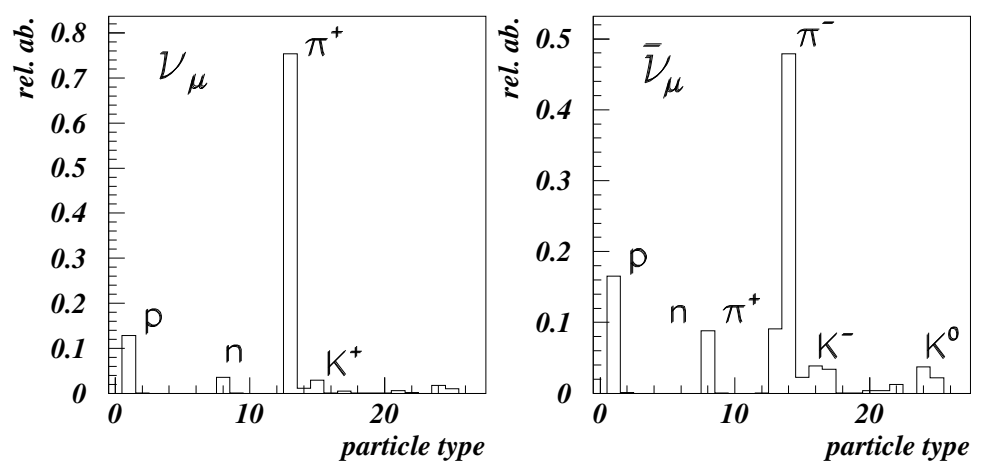 rel. ab.
0.8
0.7
0.6
0.5
0.4
0.3
0.2
0.1
0
ν_μ
π⁺
p
n
K⁺
0 10 20
particle type
rel. ab.
0.5
0.4
0.3
0.2
0.1
0
ν̄_μ
π⁻
p
n
π⁺
K⁻
K⁰
0 10 20
particle type